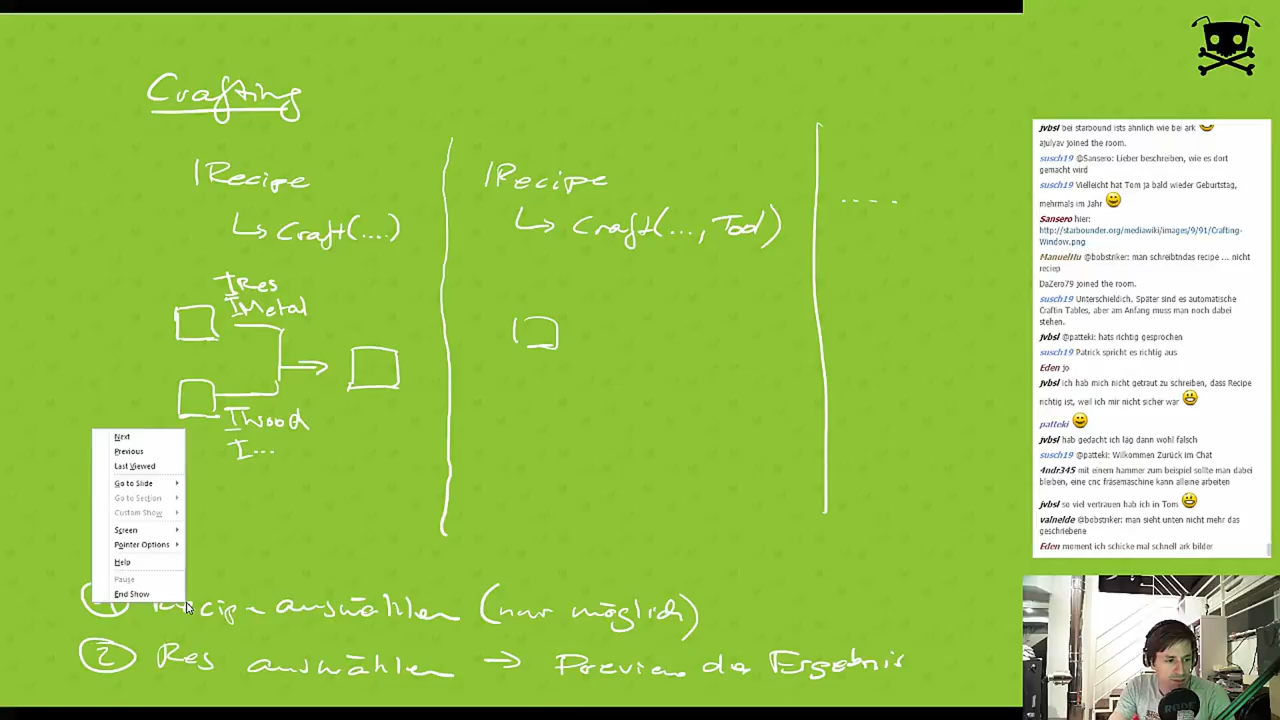 Crafting
IRecipe
↳ Craft(....)
IRes
IMetal
IWood
I...
IRecipe
↳ Craft(..., Tool)
.....
Next
Previous
Last Viewed
Go to Slide
Go to Section
Custom Show
Screen
Pointer Options
Help
Pause
End Show
auswählen (nur möglich)
② Res auswählen → Preview der Ergebnis
jvbsl bei starbound ists ähnlich wie bei ark
ajulyav joined the room.
susch19 @Sansero: Lieber beschreiben, wie es dort
gemacht wird
susch19 Vielleicht hat Tom ja bald wieder Geburtstag,
mehrmals im Jahr
Sansero hier:
http://starbounder.org/mediawiki/images/9/91/Crafting-
Window.png
ManuelHu @bobstriker: man schreibtndas recipe ... nicht
reciep
DaZero79 joined the room.
susch19 Unterschiedich. Später sind es automatische
Craftin Tables, aber am Anfang muss man noch dabei
stehen.
jvbsl @patteki: hats richtig gesprochen
susch19 Patrick spricht es richtig aus
Eden jo
jvbsl ich hab mich nicht getraut zu schreiben, dass Recipe
richtig ist, weil ich mir nicht sicher war
patteki
jvbsl hab gedacht ich lag dann wohl falsch
susch19 @patteki: Wilkommen Zurück im Chat
4ndr345 mit einem hammer zum beispiel sollte man dabei
bleiben, eine cnc fräsemaschine kann alleine arbeiten
jvbsl so viel vertrauen hab ich in Tom
valnelde @bobstriker: man sieht unten nicht mehr das
geschriebene
Eden moment ich schicke mal schnell ark bilder
RODE